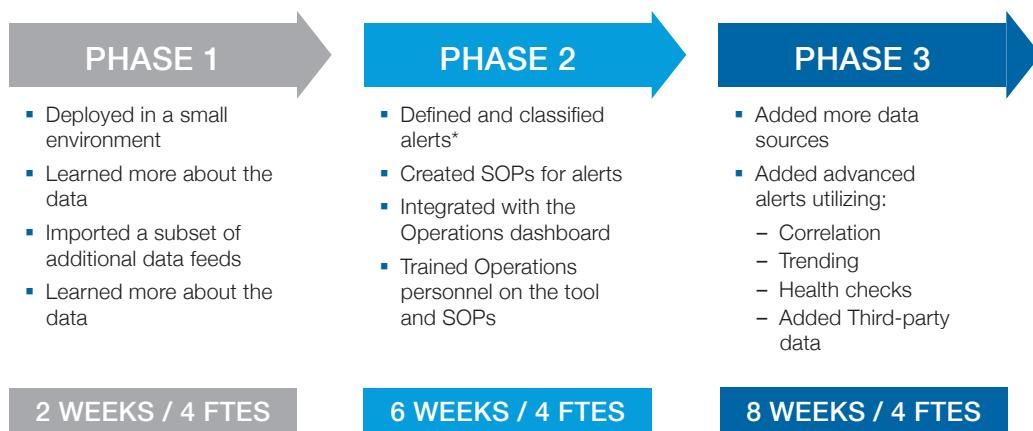 PHASE 1
▪ Deployed in a small
environment
▪ Learned more about the
data
▪ Imported a subset of
additional data feeds
▪ Learned more about the
data
2 WEEKS / 4 FTES
PHASE 2
▪ Defined and classified
alerts*
▪ Created SOPs for alerts
▪ Integrated with the
Operations dashboard
▪ Trained Operations
personnel on the tool
and SOPs
6 WEEKS / 4 FTES
PHASE 3
▪ Added more data
sources
▪ Added advanced
alerts utilizing:
– Correlation
– Trending
– Health checks
– Added Third-party
data
8 WEEKS / 4 FTES